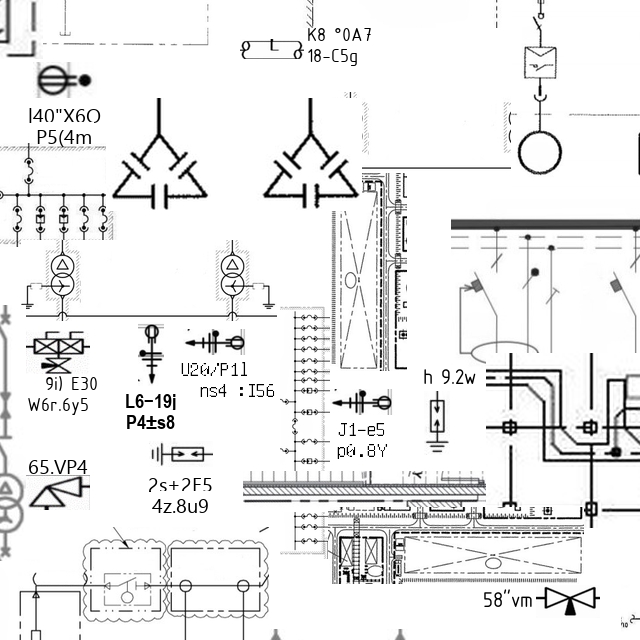 K8 °0A7
18-C5g
I40"X6O
P5(4m
U20/P1l
ns4 :I56
9i) E30
W6r.6y5
L6-19j
P4±s8
h 9.2w
J1-e5
p0.8Y
65.VP4
2s+2F5
4z.8u9
58"vm